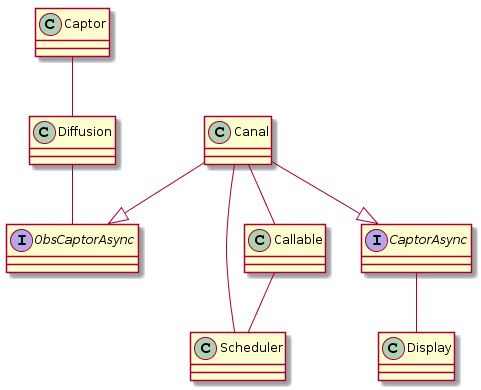 C Captor
C Diffusion
C Canal
I ObsCaptorAsync
C Callable
I CaptorAsync
C Scheduler
C Display